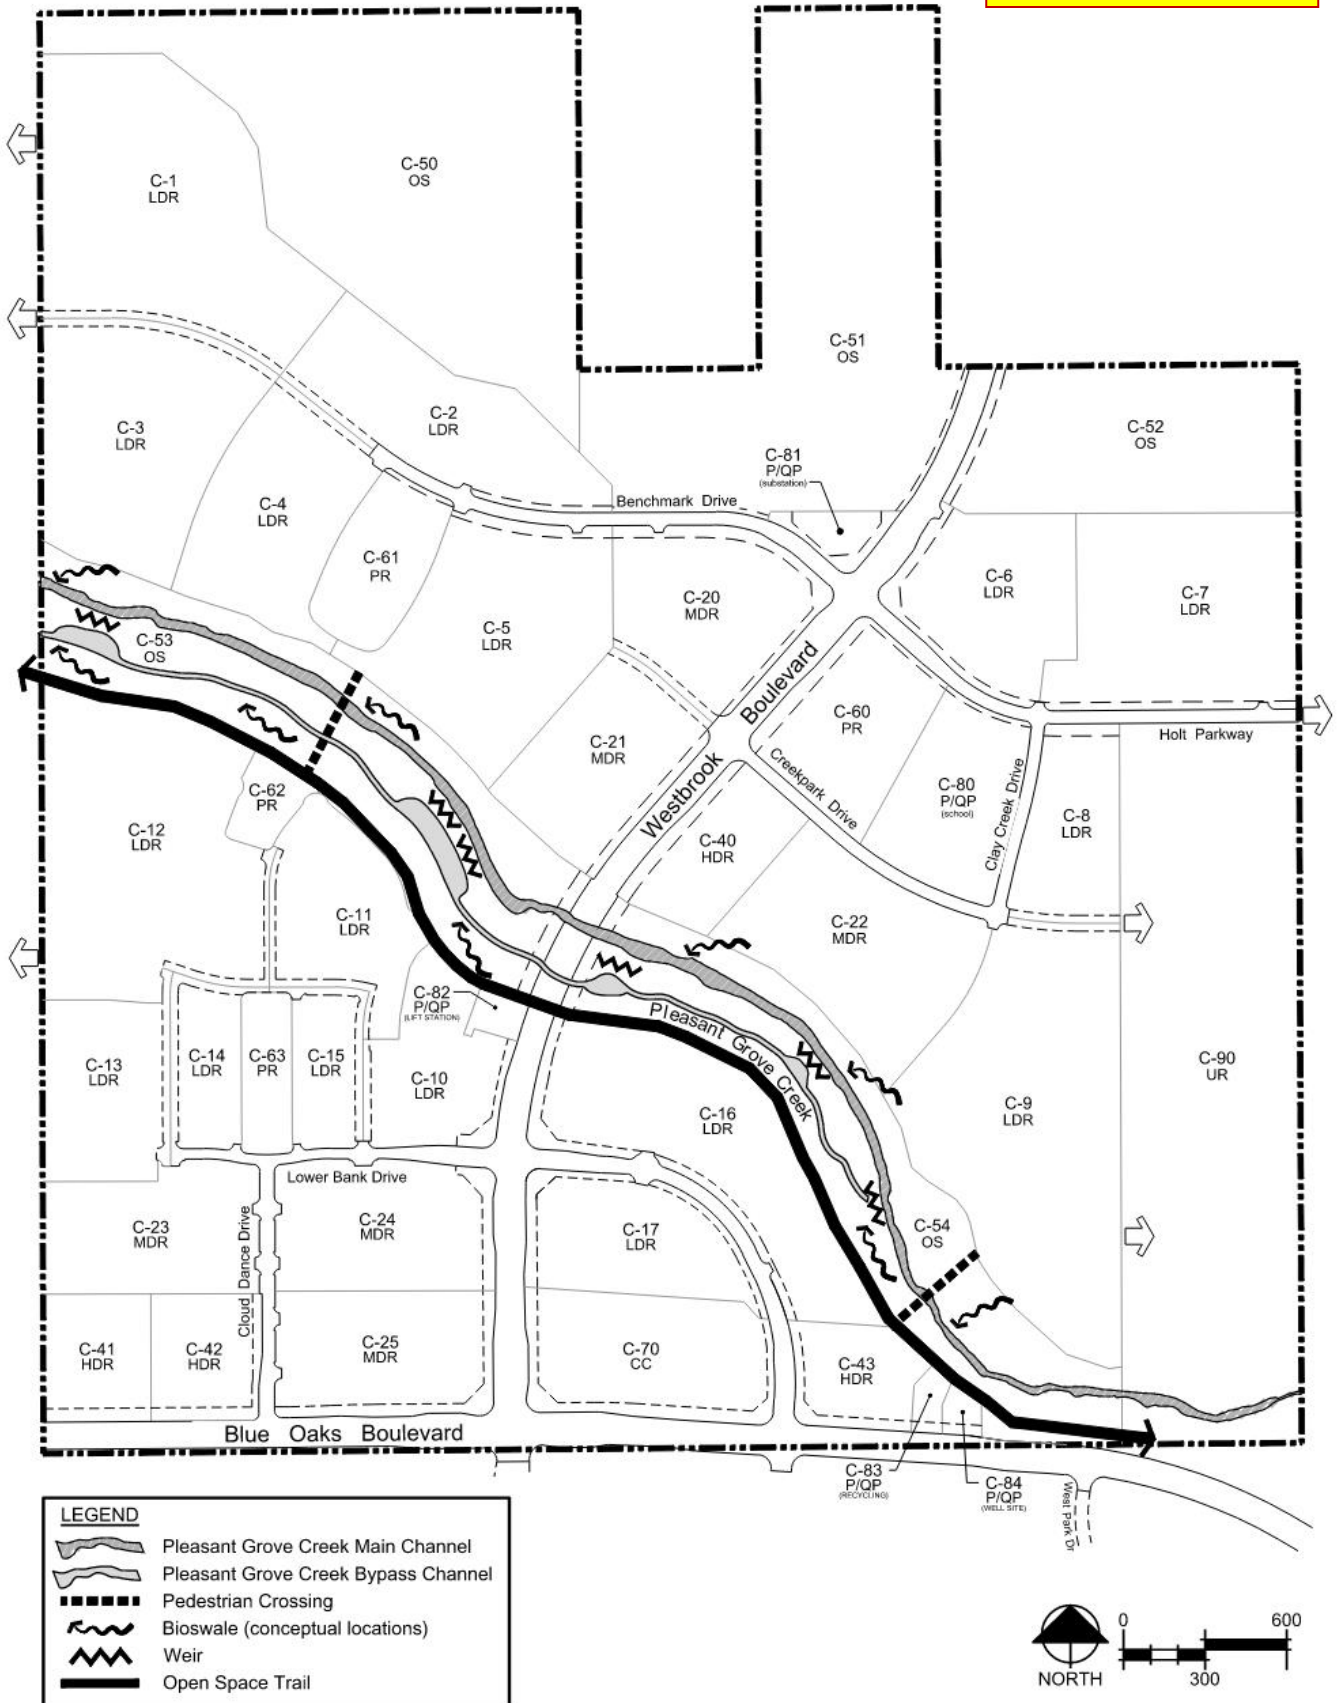 C-50
OS
C-1
LDR
C-51
OS
C-2
LDR
C-3
LDR
C-52
OS
C-81
P/QP
(substation)
Benchmark Drive
C-4
LDR
C-61
PR
C-20
MDR
C-6
LDR
C-7
LDR
C-5
LDR
C-53
OS
Westbrook Boulevard
C-60
PR
Holt Parkway
C-21
MDR
Creekpark Drive
C-80
P/QP
(school)
Clay Creek Drive
C-62
PR
C-12
LDR
C-8
LDR
C-40
HDR
C-11
LDR
C-22
MDR
C-82
P/QP
(LIFT STATION)
Pleasant Grove Creek
C-13
LDR
C-14
LDR
C-63
PR
C-15
LDR
C-10
LDR
C-90
UR
C-16
LDR
C-9
LDR
Lower Bank Drive
C-23
MDR
Cloud Dance Drive
C-24
MDR
C-17
LDR
C-54
OS
C-41
HDR
C-42
HDR
C-25
MDR
C-70
CC
C-43
HDR
Blue Oaks Boulevard
C-83
P/QP
(RECYCLING)
C-84
P/QP
(WELL SITE)
West Park Dr
LEGEND
Pleasant Grove Creek Main Channel
Pleasant Grove Creek Bypass Channel
Pedestrian Crossing
Bioswale (conceptual locations)
Weir
Open Space Trail
NORTH
0
600
300